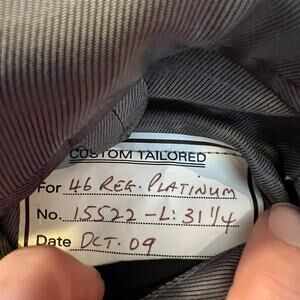 CUSTOM TAILORED
For 46 REG. PLATINUM
No. 15522 - L: 31 1/4
Date OCT. 09